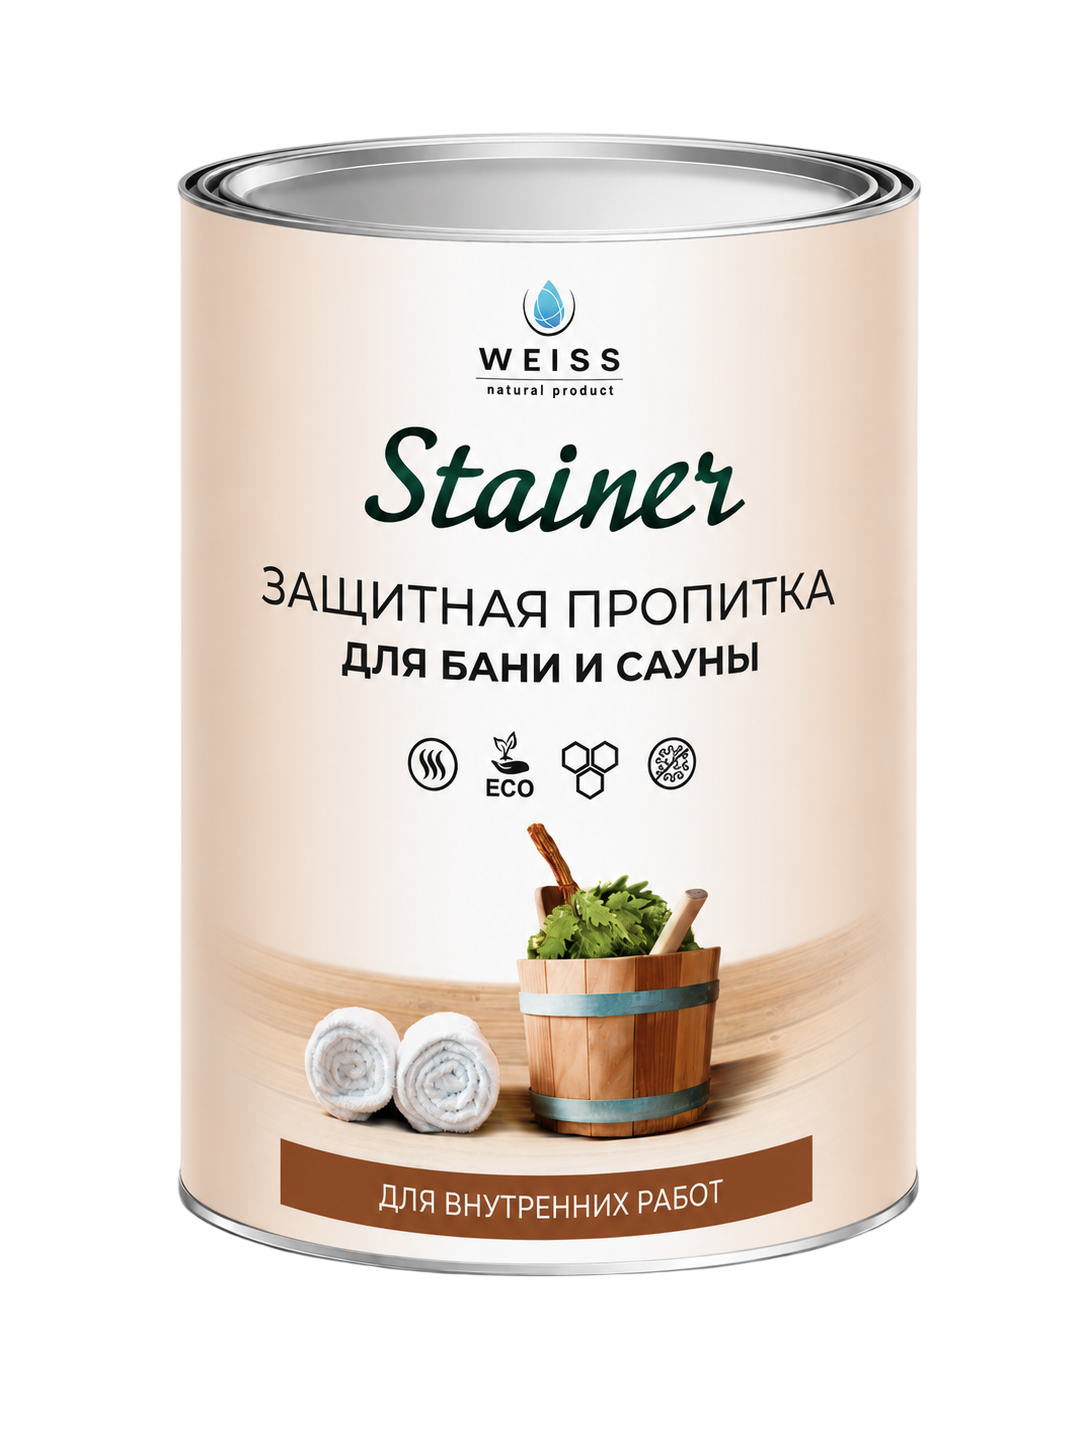 WEISS
natural product
Stainer
ЗАЩИТНАЯ ПРОПИТКА
ДЛЯ БАНИ И САУНЫ
ECO
ДЛЯ ВНУТРЕННИХ РАБОТ